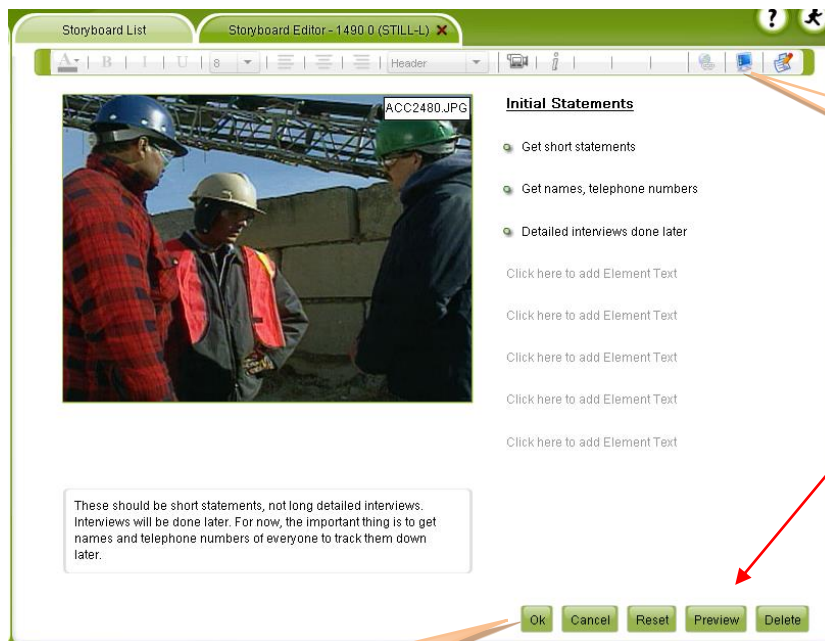 Storyboard List
Storyboard Editor - 1490 0 (STILL-L)
?
A B I U 8 Header i
ACC2480.JPG
Initial Statements
Get short statements
Get names, telephone numbers
Detailed interviews done later
Click here to add Element Text
Click here to add Element Text
Click here to add Element Text
Click here to add Element Text
Click here to add Element Text
These should be short statements, not long detailed interviews.
Interviews will be done later. For now, the important thing is to get
names and telephone numbers of everyone to track them down
later.
Ok Cancel Reset Preview Delete